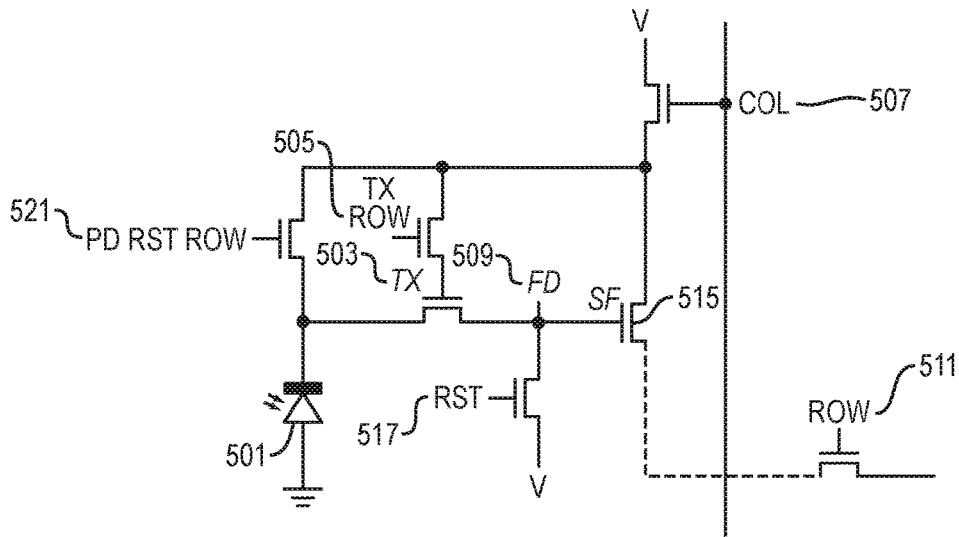 V
COL 507
505
TX
ROW
521
PD RST ROW
503
TX
509
FD
SF
515
511
ROW
RST
517
501
V